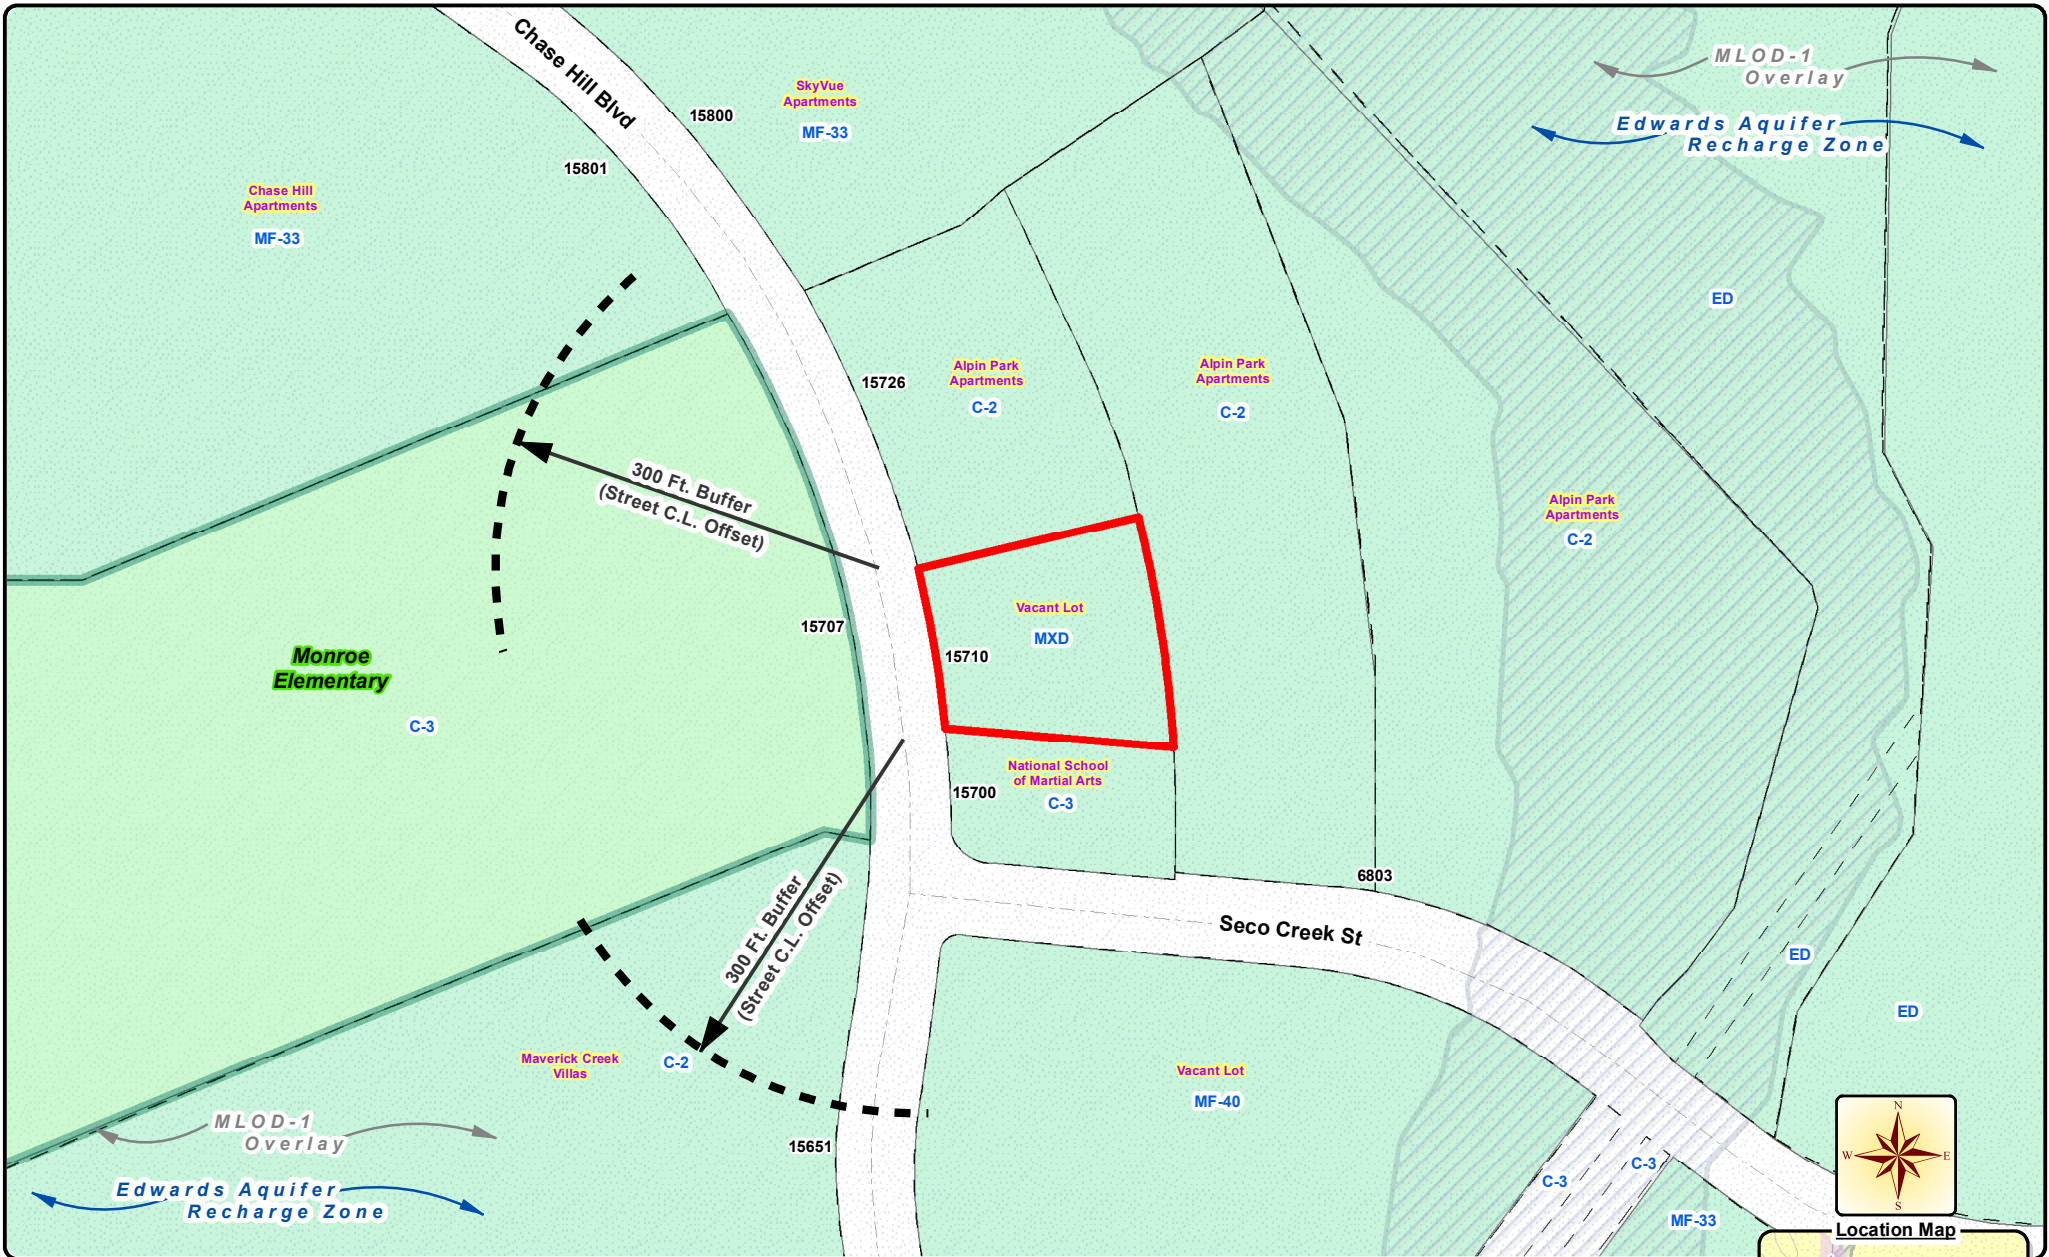 Chase Hill Blvd
MLOD-1
Overlay
SkyVue
Apartments
MF-33
15800
Edwards Aquifer
Recharge Zone
15801
Chase Hill
Apartments
MF-33
ED
Alpin Park
Apartments
C-2
15726
Alpin Park
Apartments
C-2
300 Ft. Buffer
(Street C.L. Offset)
Alpin Park
Apartments
C-2
Vacant Lot
MXD
15707
15710
Monroe
Elementary
C-3
National School
of Martial Arts
C-3
15700
6803
Seco Creek St
300 Ft. Buffer
(Street C.L. Offset)
ED
ED
Maverick Creek
Villas
C-2
Vacant Lot
MF-40
MLOD-1
Overlay
15651
Edwards Aquifer
Recharge Zone
C-3
C-3
MF-33
N
W
E
S
Location Map